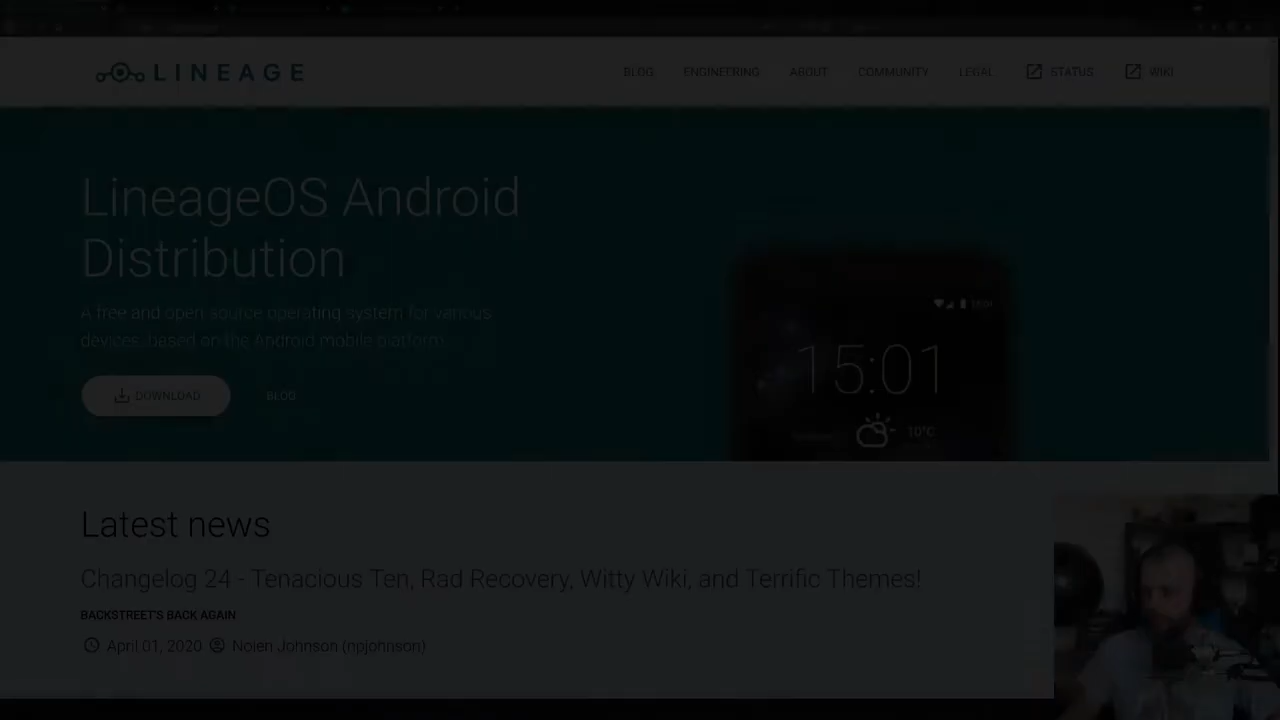 LINEAGE
BLOG ENGINEERING ABOUT COMMUNITY LEGAL STATUS WIKI
LineageOS Android
Distribution
A free and open source operating system for various
devices, based on the Android mobile platform.
DOWNLOAD BLOG
15:01
10°C
Latest news
Changelog 24 - Tenacious Ten, Rad Recovery, Witty Wiki, and Terrific Themes!
BACKSTREET'S BACK AGAIN
April 01, 2020 Nolen Johnson (npjohnson)